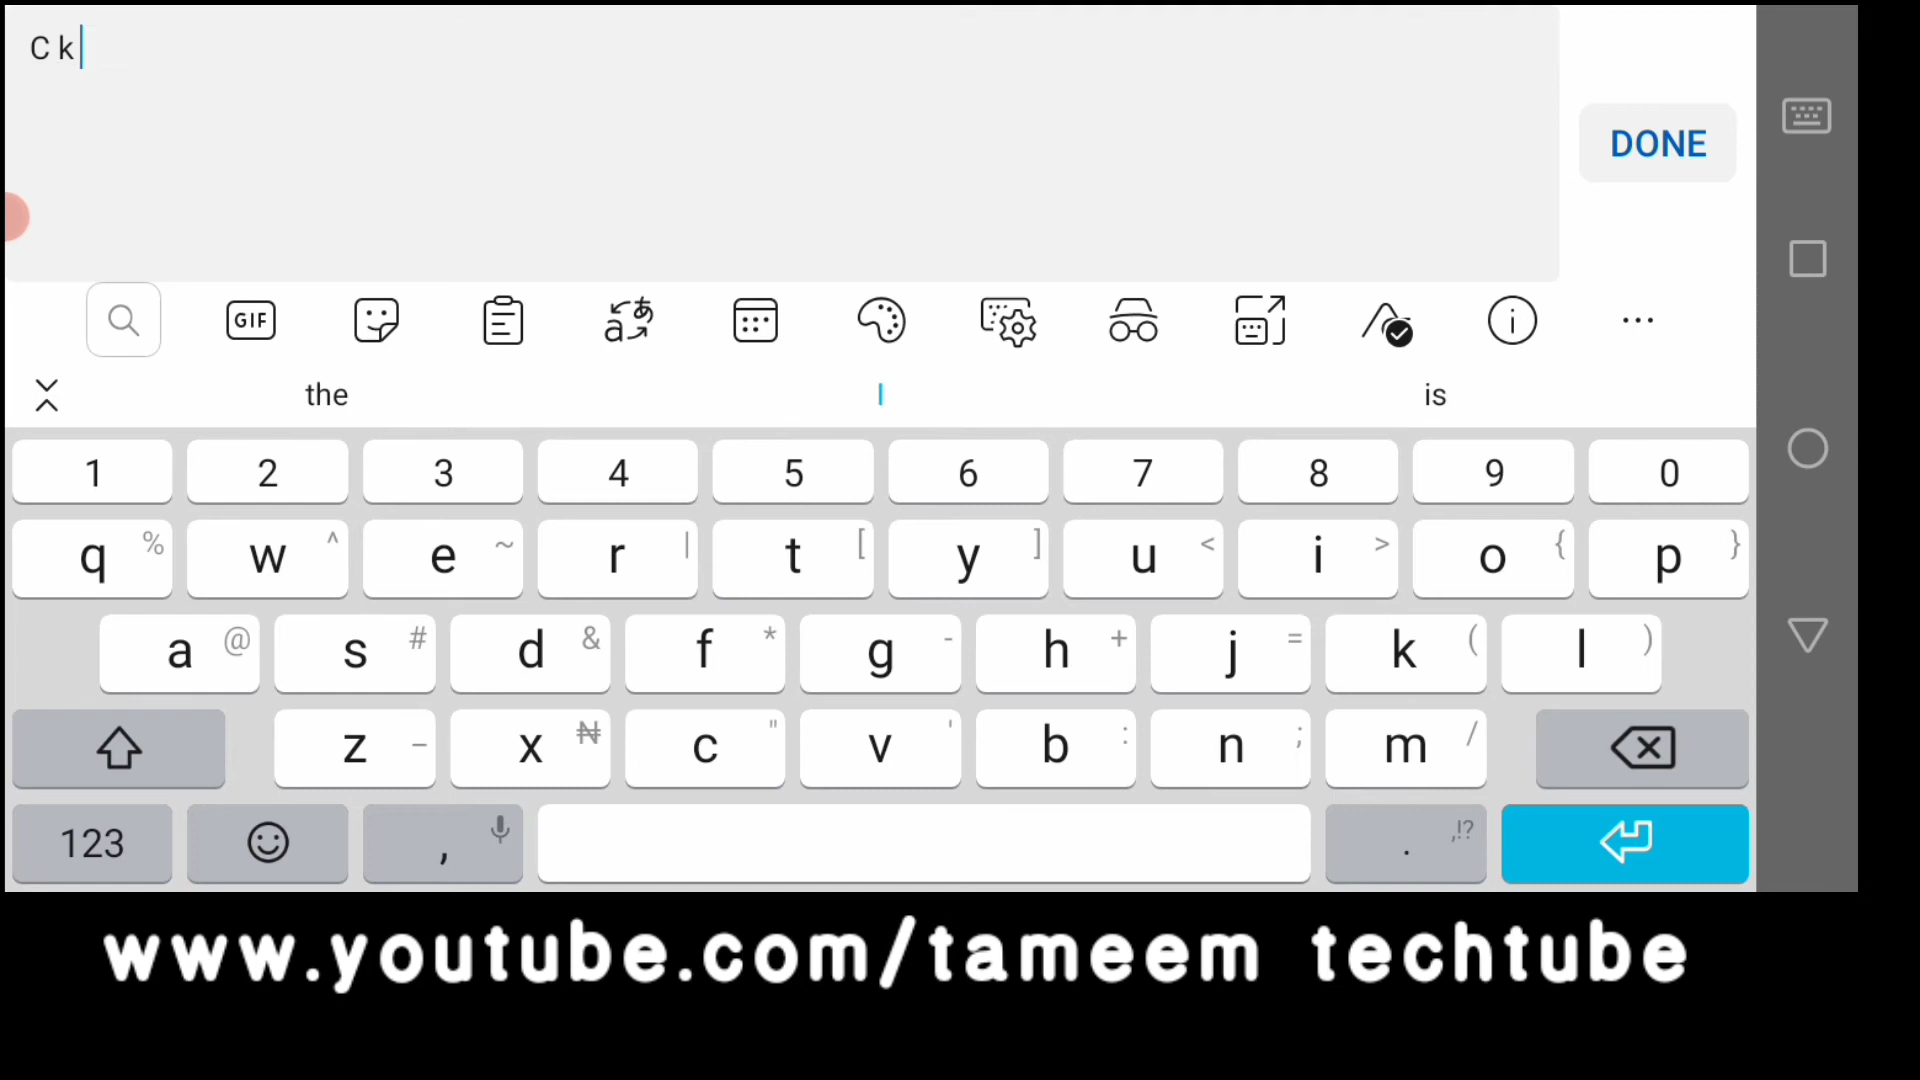 C k
DONE
GIF
the I is
1 2 3 4 5 6 7 8 9 0
q % w ^ e ~ r | t [ y ] u < i > o { p }
a @ s # d & f * g - h + j = k ( l )
z _ x ₦ c " v ' b : n ; m /
123 , . ,!?
www.youtube.com/tameem techtube